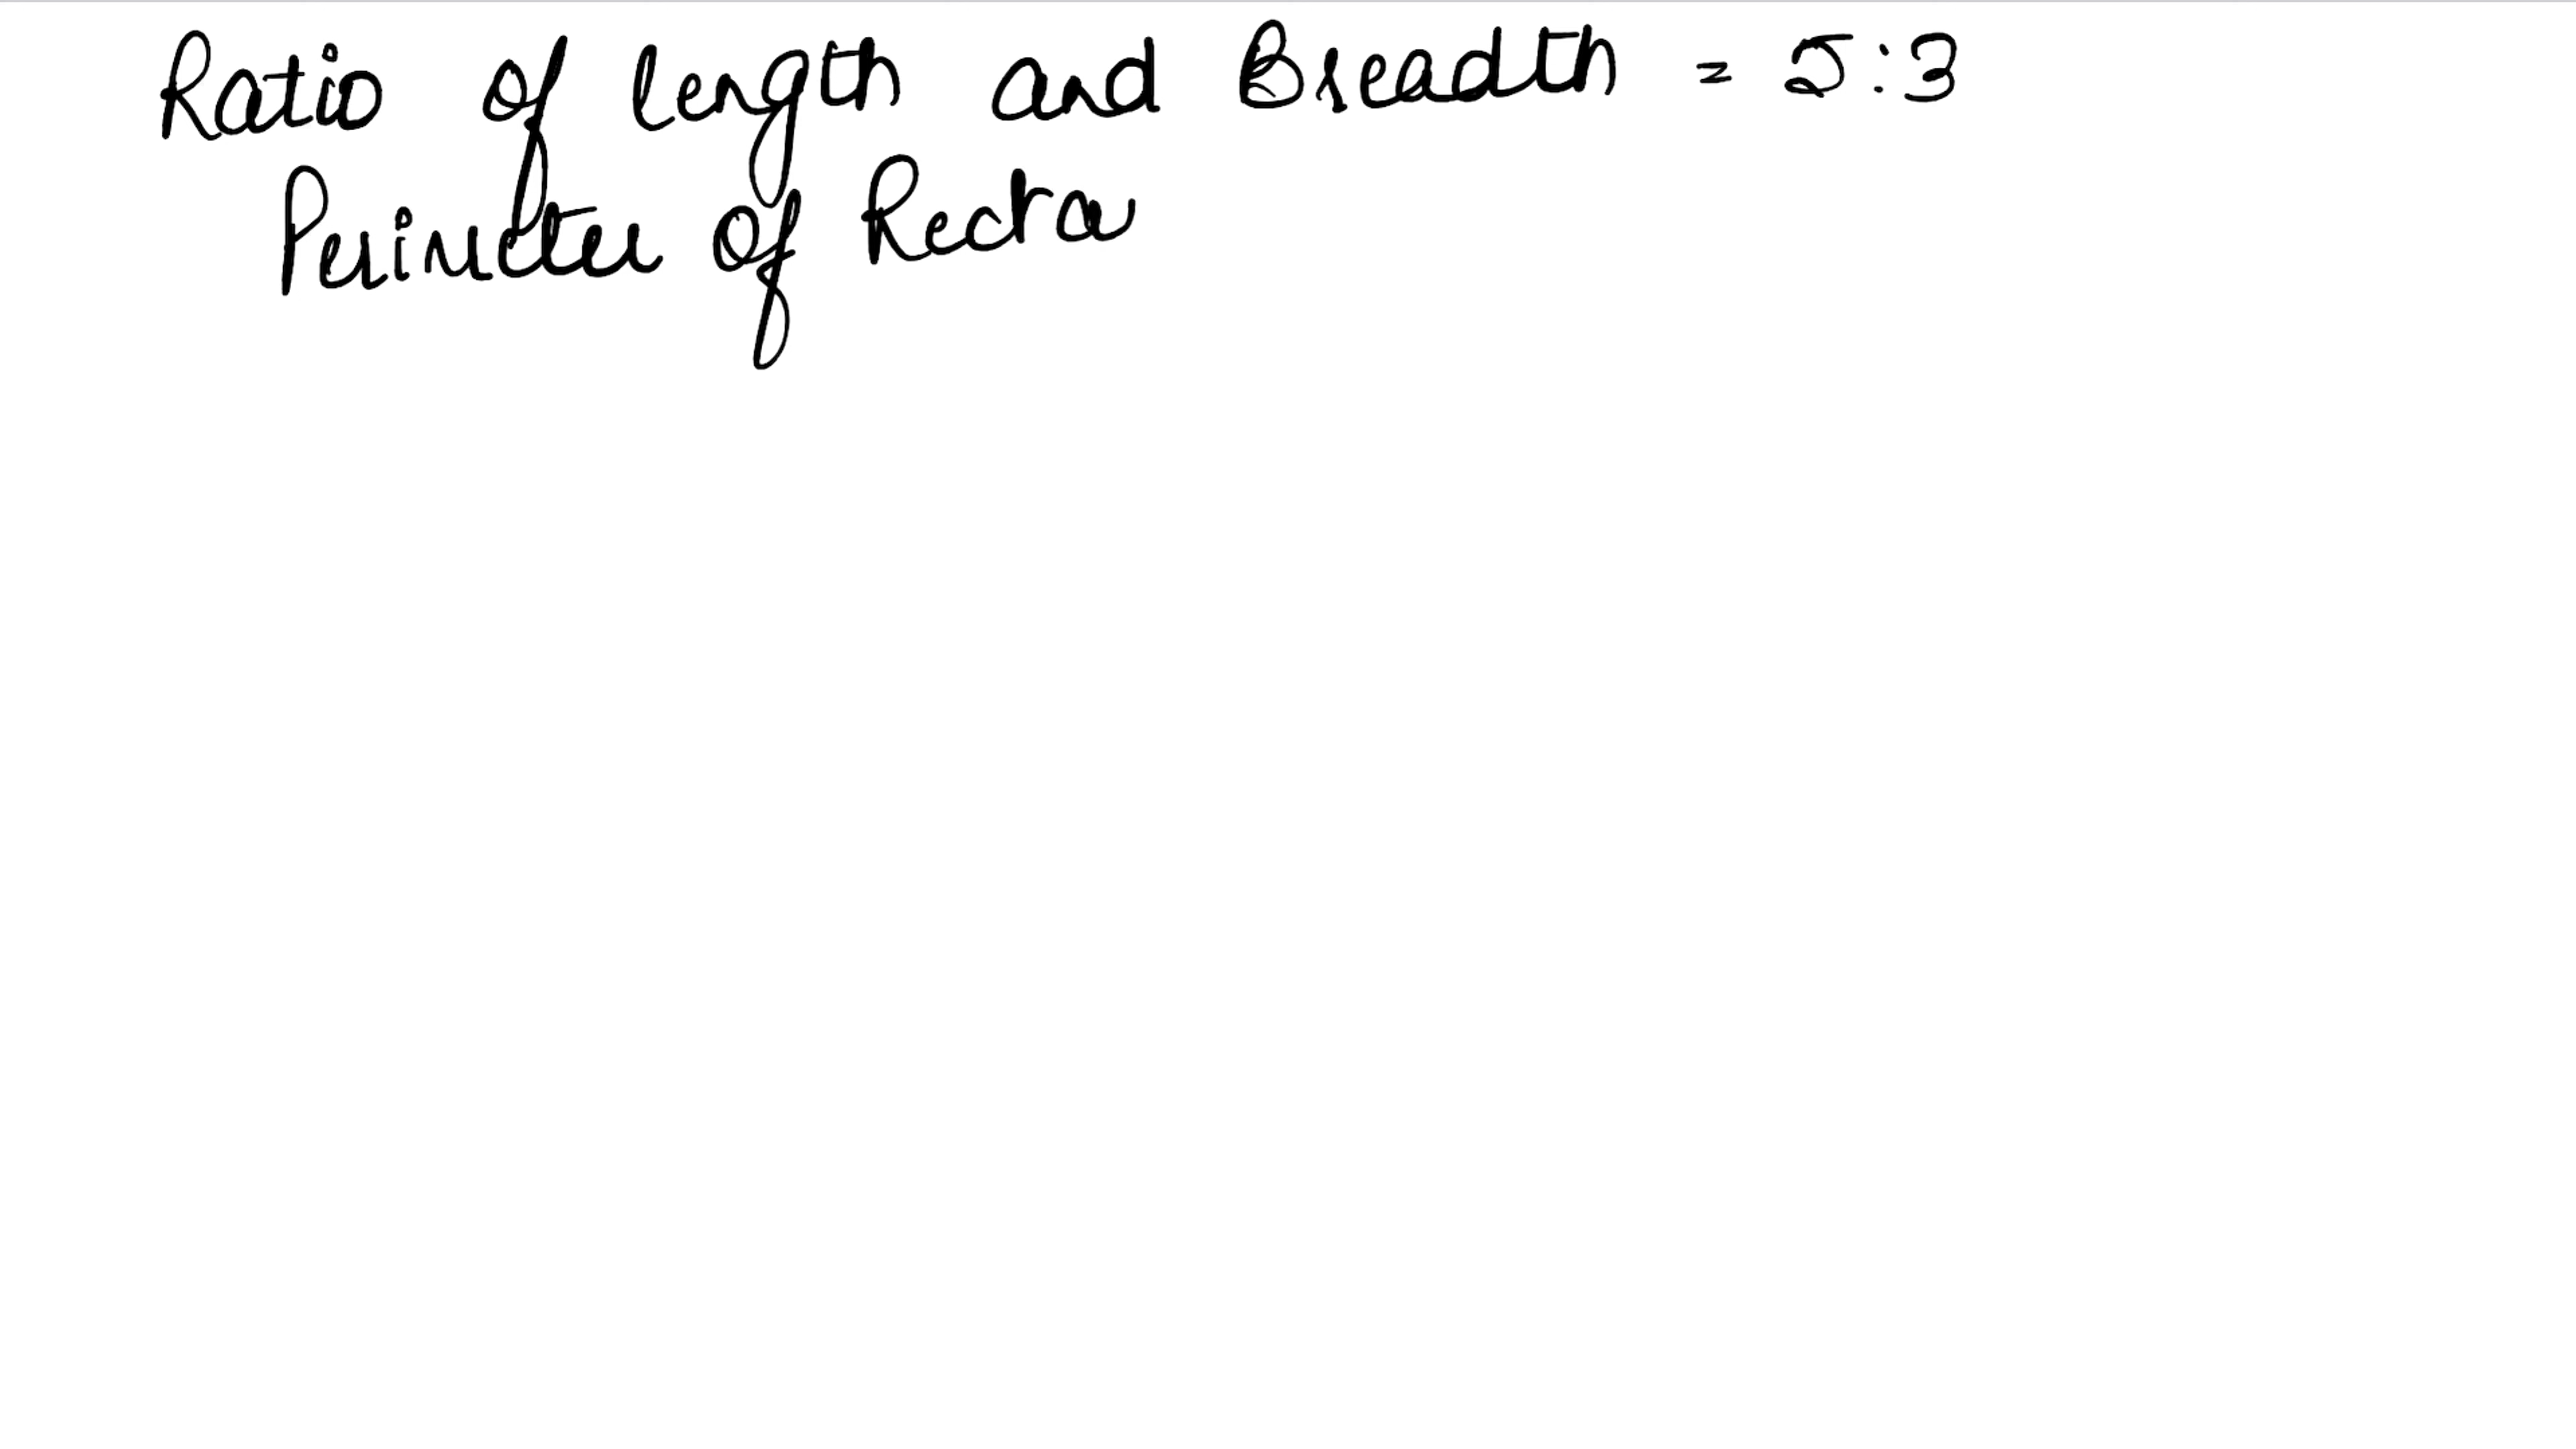 Ratio of length and Breadth = 5:3
Perimeter of Recta